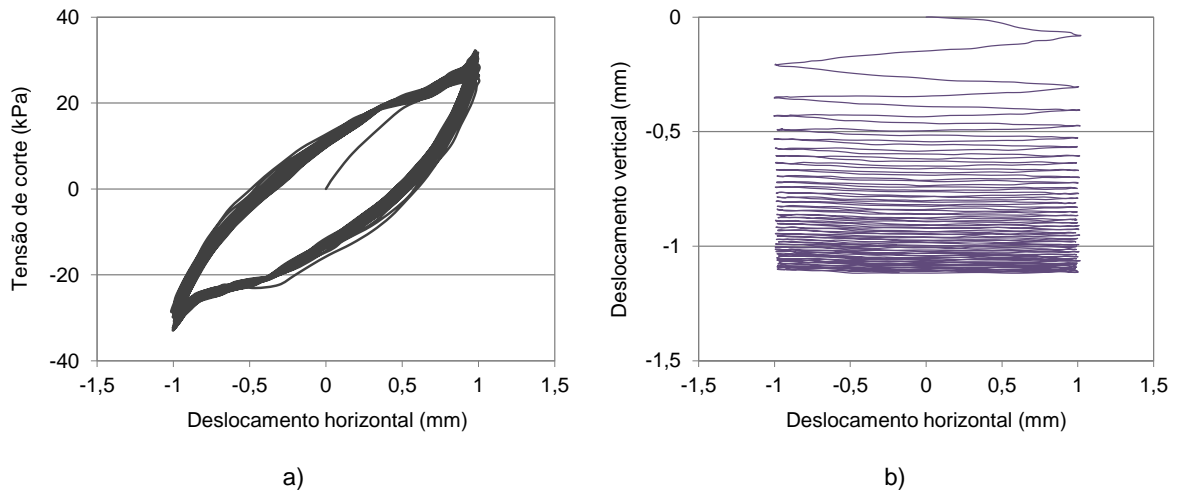 40
20
0
-20
-40
Tensão de corte (kPa)
-1,5 -1 -0,5 0 0,5 1 1,5
Deslocamento horizontal (mm)
a)
0
-0,5
-1
-1,5
Deslocamento vertical (mm)
-1,5 -1 -0,5 0 0,5 1 1,5
Deslocamento horizontal (mm)
b)